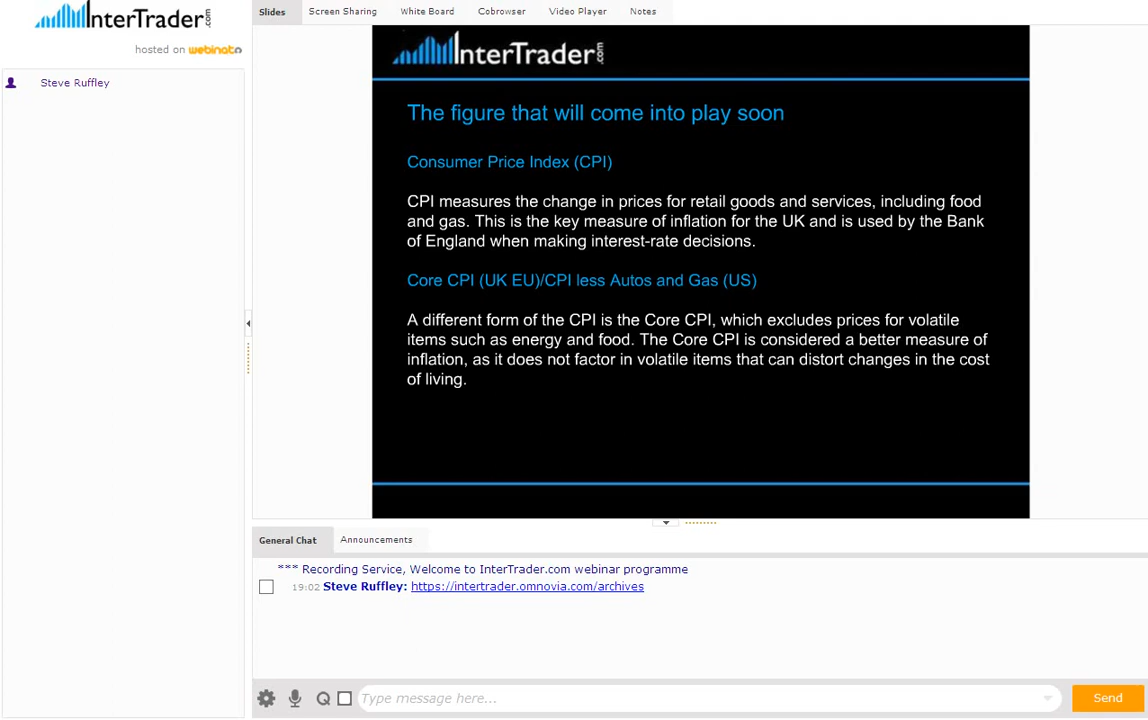 InterTrader.com
hosted on webinato
Steve Ruffley
Slides
Screen Sharing
White Board
Cobrowser
Video Player
Notes
InterTrader.com
The figure that will come into play soon
Consumer Price Index (CPI)
CPI measures the change in prices for retail goods and services, including food
and gas. This is the key measure of inflation for the UK and is used by the Bank
of England when making interest-rate decisions.
Core CPI (UK EU)/CPI less Autos and Gas (US)
A different form of the CPI is the Core CPI, which excludes prices for volatile
items such as energy and food. The Core CPI is considered a better measure of
inflation, as it does not factor in volatile items that can distort changes in the cost
of living.
General Chat
Announcements
*** Recording Service, Welcome to InterTrader.com webinar programme
19:02 Steve Ruffley: https://intertrader.omnovia.com/archives
Q
Type message here...
Send